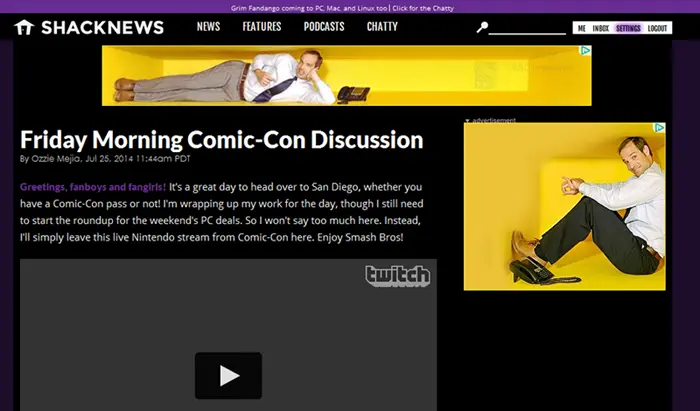 Grim Fandango coming to PC, Mac, and Linux too | Click for the Chatty
SHACKNEWS
NEWS FEATURES PODCASTS CHATTY
ME INBOX SETTINGS LOGOUT
▼ advertisement
Friday Morning Comic-Con Discussion
By Ozzie Mejia, Jul 25, 2014 11:44am PDT
Greetings, fanboys and fangirls! It's a great day to head over to San Diego, whether you
have a Comic-Con pass or not! I'm wrapping up my work for the day, though I still need
to start the roundup for the weekend's PC deals. So I won't say too much here. Instead,
I'll simply leave this live Nintendo stream from Comic-Con here. Enjoy Smash Bros!
twitch